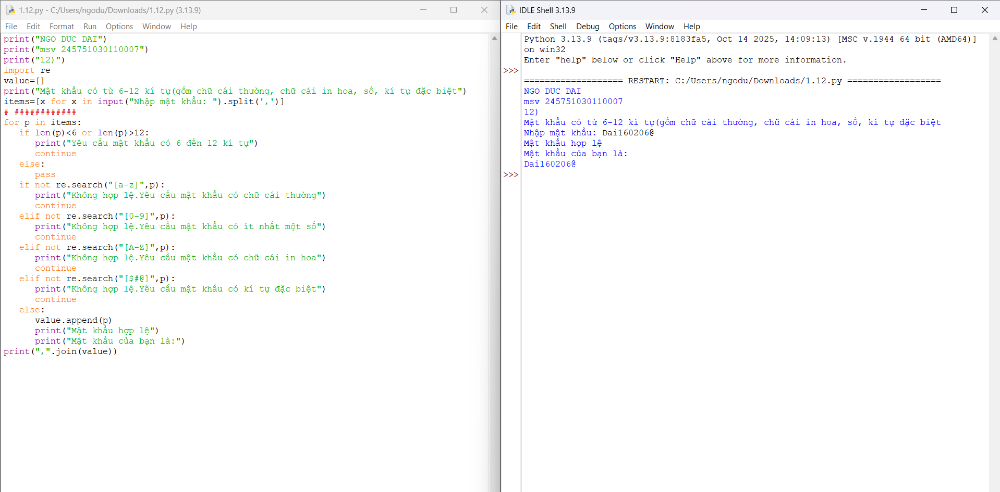 1.12.py - C:/Users/ngodu/Downloads/1.12.py (3.13.9)
File Edit Format Run Options Window Help
print("NGO DUC DAI")
print("msv 245751030110007")
print("12)")
import re
value=[]
print("Mật khẩu có từ 6-12 kí tự(gồm chữ cái thường, chữ cái in hoa, số, kí tự đặc biệt")
items=[x for x in input("Nhập mật khẩu: ").split(',')]
# ############
for p in items:
   if len(p)<6 or len(p)>12:
      print("Yêu cầu mật khẩu có 6 đến 12 kí tự")
      continue
   else:
      pass
   if not re.search("[a-z]",p):
      print("Không hợp lệ.Yêu cầu mật khẩu có chữ cái thường")
      continue
   elif not re.search("[0-9]",p):
      print("Không hợp lệ.Yêu cầu mật khẩu có ít nhất một số")
      continue
   elif not re.search("[A-Z]",p):
      print("Không hợp lệ.Yêu cầu mật khẩu có chữ cái in hoa")
      continue
   elif not re.search("[$#@]",p):
      print("Không hợp lệ.Yêu cầu mật khẩu có kí tự đặc biệt")
      continue
   else:
      value.append(p)
      print("Mật khẩu hợp lệ")
      print("Mật khẩu của bạn là:")
print(",".join(value))
IDLE Shell 3.13.9
File Edit Shell Debug Options Window Help
Python 3.13.9 (tags/v3.13.9:8183fa5, Oct 14 2025, 14:09:13) [MSC v.1944 64 bit (AMD64)]
on win32
Enter "help" below or click "Help" above for more information.
>>>
=================== RESTART: C:/Users/ngodu/Downloads/1.12.py ==================
NGO DUC DAI
msv 245751030110007
12)
Mật khẩu có từ 6-12 kí tự(gồm chữ cái thường, chữ cái in hoa, số, kí tự đặc biệt
Nhập mật khẩu: Dai160206@
Mật khẩu hợp lệ
Mật khẩu của bạn là:
Dai160206@
>>>